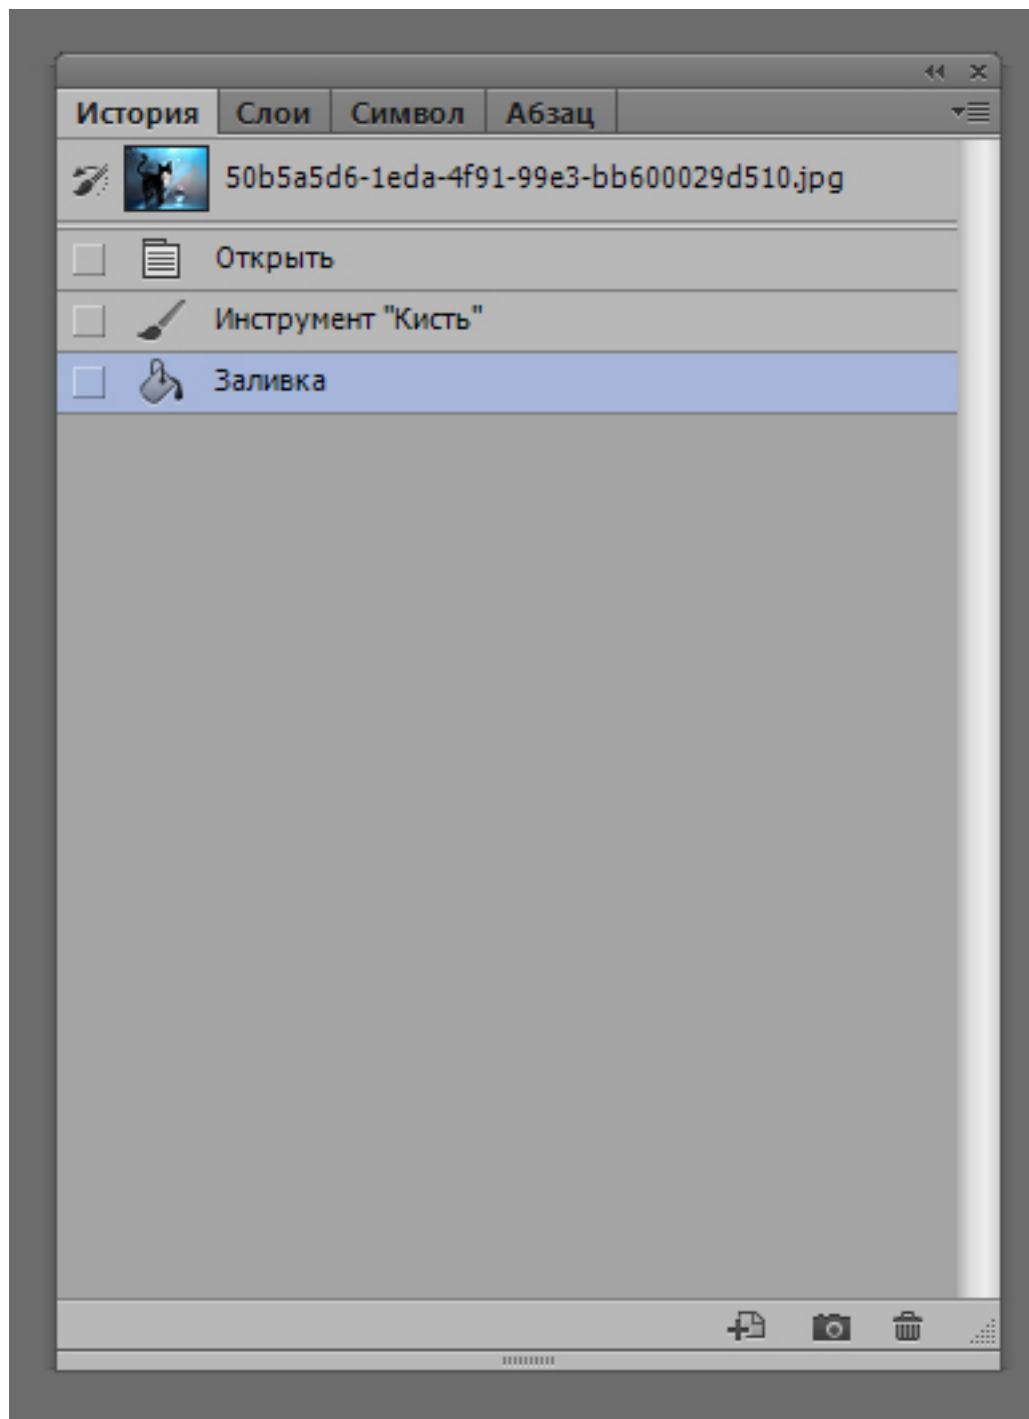 История Слои Символ Абзац
50b5a5d6-1eda-4f91-99e3-bb600029d510.jpg
Открыть
Инструмент "Кисть"
Заливка